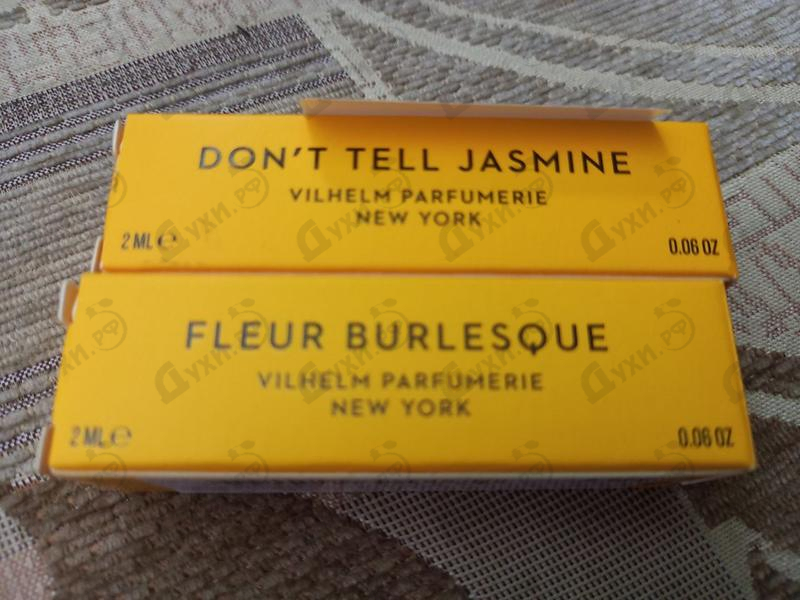 DON'T TELL JASMINE
VILHELM PARFUMERIE
NEW YORK
2 ML ℮
0.06 OZ
FLEUR BURLESQUE
VILHELM PARFUMERIE
NEW YORK
2 ML ℮
0.06 OZ
Духи.рф